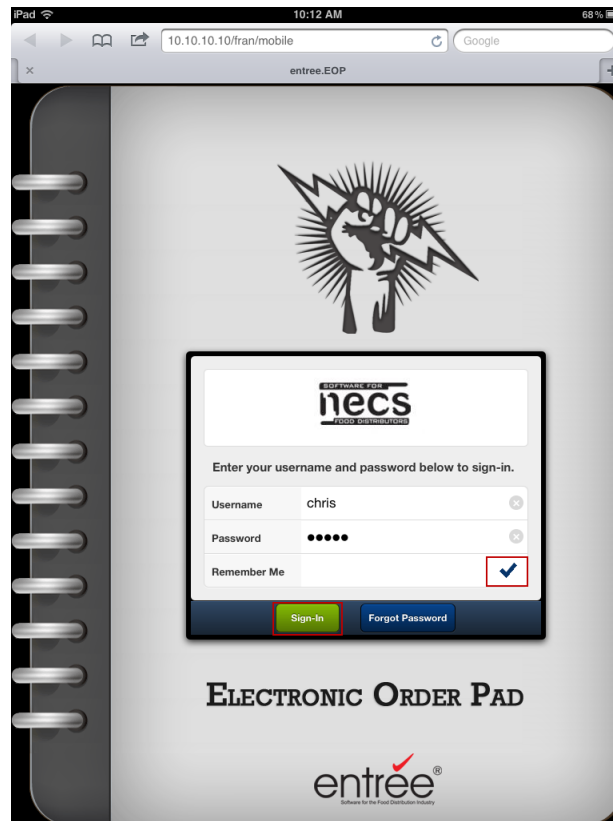 iPad 10:12 AM 68%
10.10.10.10/fran/mobile Google
entree.EOP
SOFTWARE FOR
necs
FOOD DISTRIBUTORS
Enter your username and password below to sign-in.
Username chris
Password •••••
Remember Me
Sign-In Forgot Password
ELECTRONIC ORDER PAD
entrée®
Software for the Food Distribution Industry